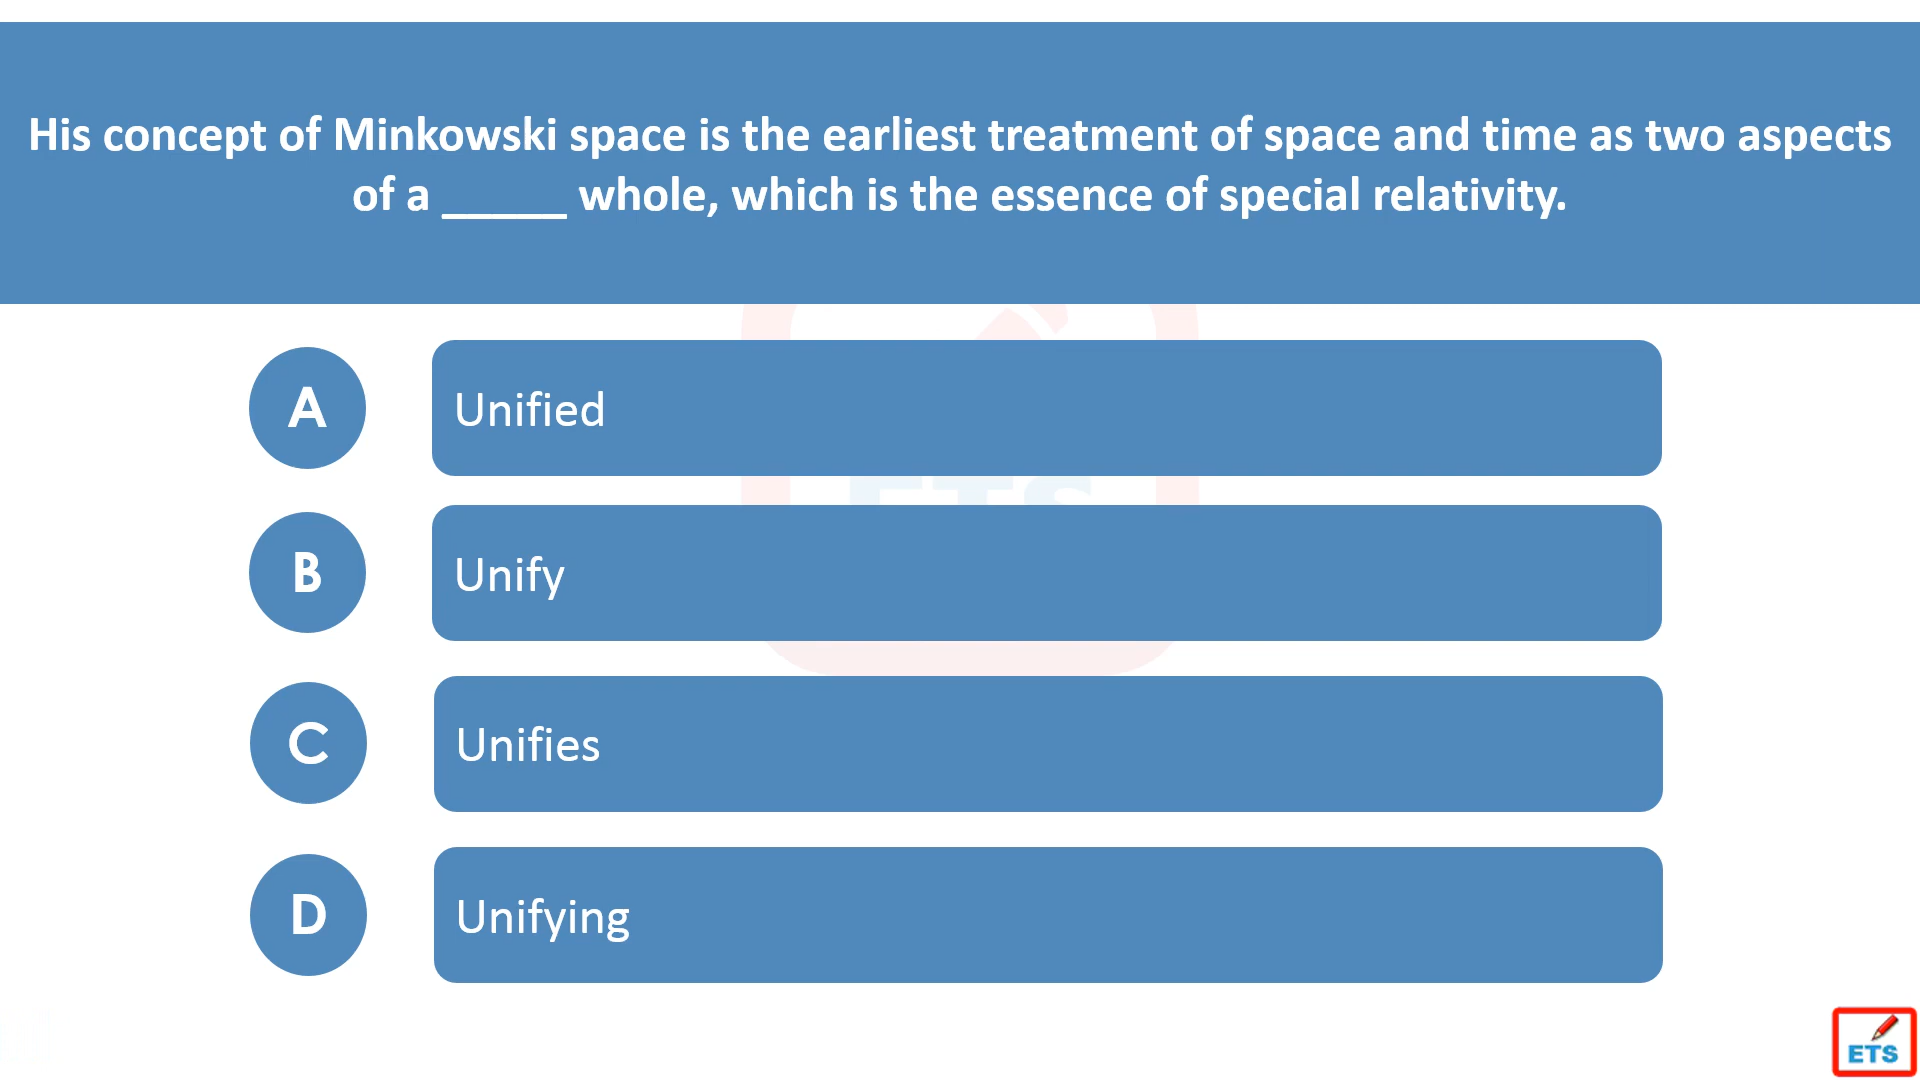 His concept of Minkowski space is the earliest treatment of space and time as two aspects
of a _____ whole, which is the essence of special relativity.
A
Unified
ETS
B
Unify
C
Unifies
D
Unifying
ETS